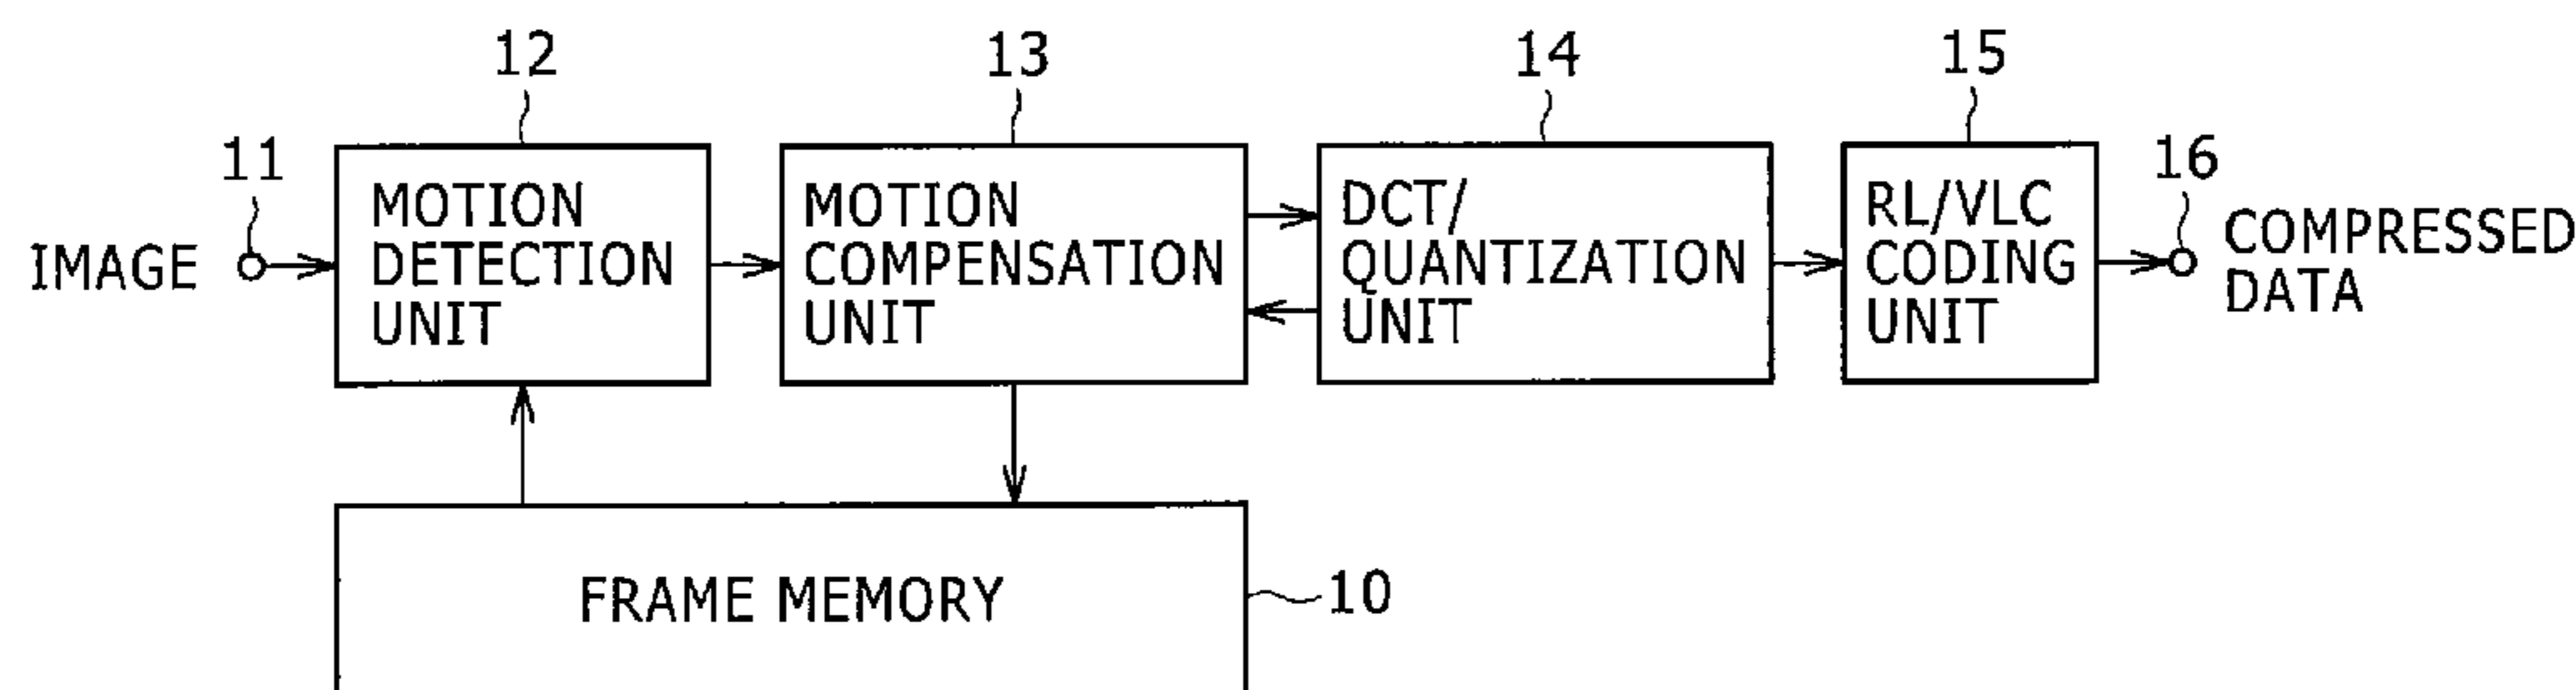 12
13
14
15
11
16
IMAGE
MOTION
DETECTION
UNIT
MOTION
COMPENSATION
UNIT
DCT/
QUANTIZATION
UNIT
RL/VLC
CODING
UNIT
COMPRESSED
DATA
FRAME MEMORY
10